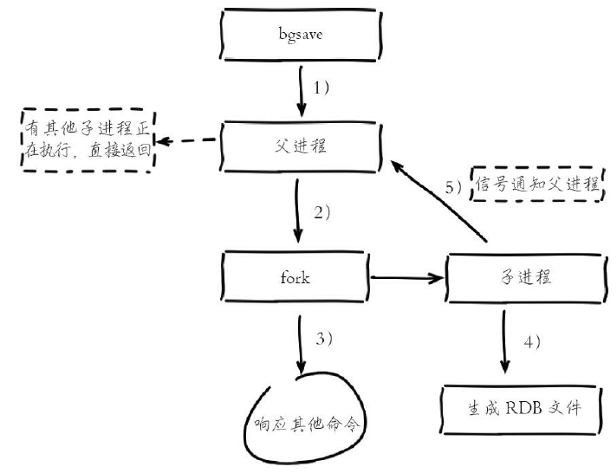 bgsave
1)
有其他子进程正
在执行，直接返回
父进程
5)
信号通知父进程
2)
fork
子进程
3)
4)
响应其他命令
生成 RDB 文件